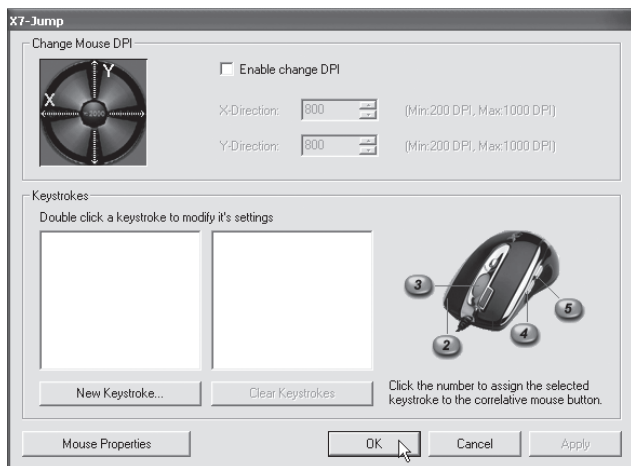 X7-Jump
Change Mouse DPI
Y
X
Enable change DPI
X-Direction: 800 (Min:200 DPI, Max:1000 DPI)
Y-Direction: 800 (Min:200 DPI, Max:1000 DPI)
Keystrokes
Double click a keystroke to modify it's settings
3
5
4
2
New Keystroke...
Clear Keystrokes
Click the number to assign the selected
keystroke to the correlative mouse button.
Mouse Properties
OK
Cancel
Apply